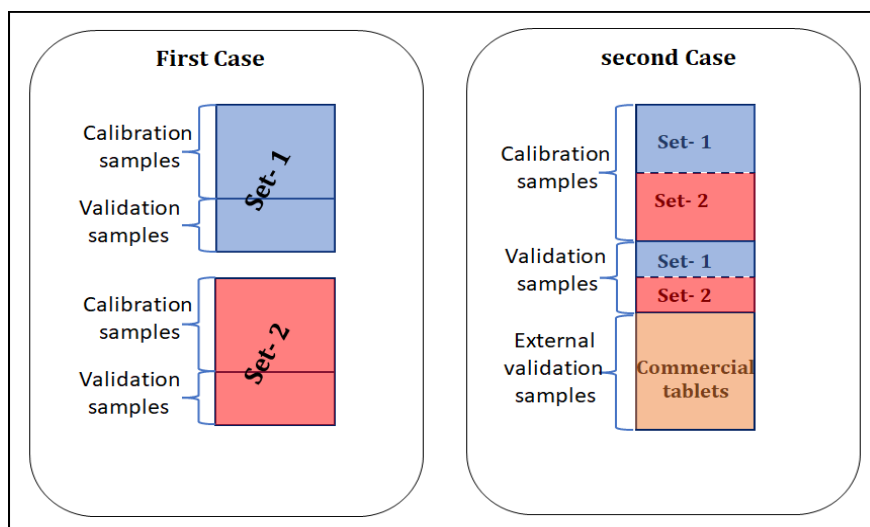 First Case
Calibration
samples
Set- 1
Validation
samples
Calibration
samples
Set- 2
Validation
samples
second Case
Set- 1
Calibration
samples
Set- 2
Set- 1
Validation
samples
Set- 2
External
validation
samples
Commercial
tablets